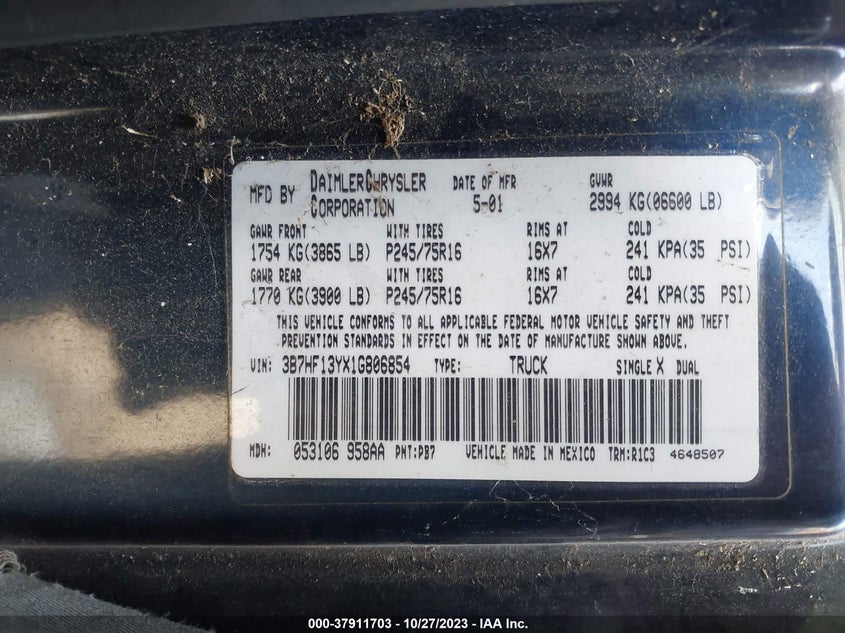 MFD BY DAIMLERCHRYSLER CORPORATION DATE OF MFR 5-01 GVWR 2994 KG(06600 LB)
GAWR FRONT WITH TIRES RIMS AT COLD
1754 KG(3865 LB) P245/75R16 16X7 241 KPA(35 PSI)
GAWR REAR WITH TIRES RIMS AT COLD
1770 KG(3900 LB) P245/75R16 16X7 241 KPA(35 PSI)
THIS VEHICLE CONFORMS TO ALL APPLICABLE FEDERAL MOTOR VEHICLE SAFETY AND THEFT
PREVENTION STANDARDS IN EFFECT ON THE DATE OF MANUFACTURE SHOWN ABOVE.
VIN: 3B7HF13YX1G806854 TYPE: TRUCK SINGLE X DUAL
MDH: 053106 958AA PNT:PB7 VEHICLE MADE IN MEXICO TRM:R1C3 4648507
000-37911703 - 10/27/2023 - IAA Inc.